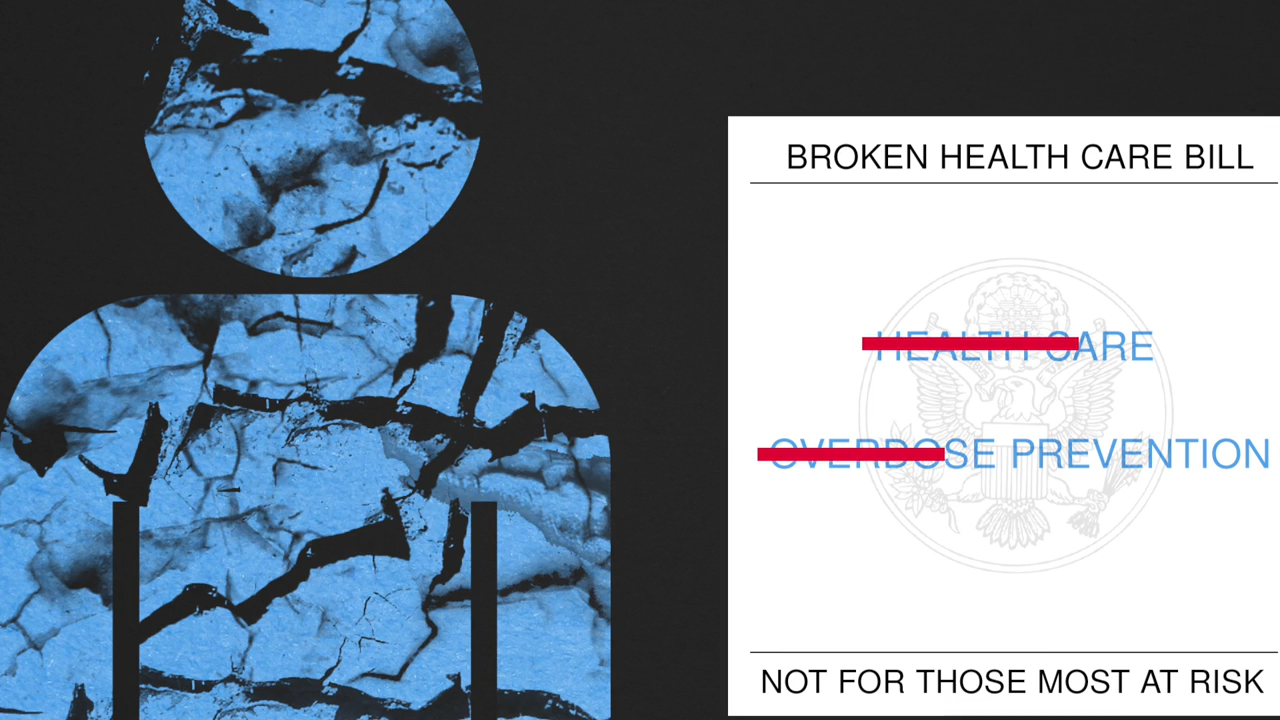 BROKEN HEALTH CARE BILL
HEALTH CARE
OVERDOSE PREVENTION
NOT FOR THOSE MOST AT RISK